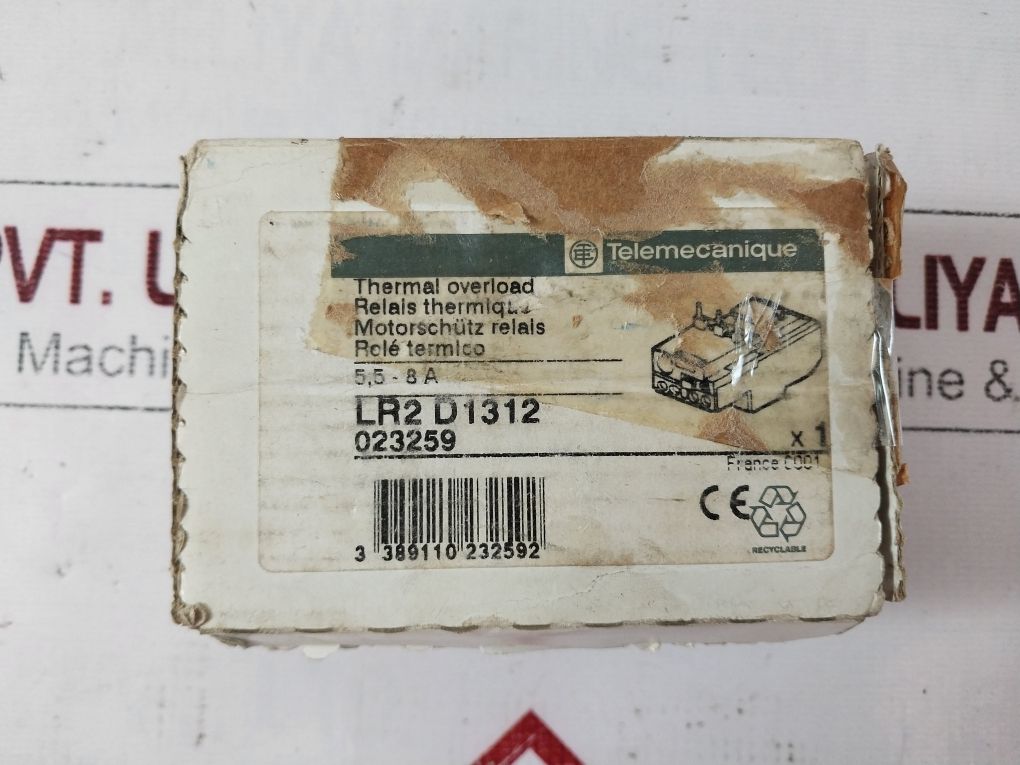 PVT.
LIYA
Machi
ine &
Telemecanique
Thermal overload
Relais thermique
Motorschütz relais
Relé termico
5,5 - 8 A
LR2 D1312
023259
x 1
France C001
CE
RECYCLABLE
3 389110 232592